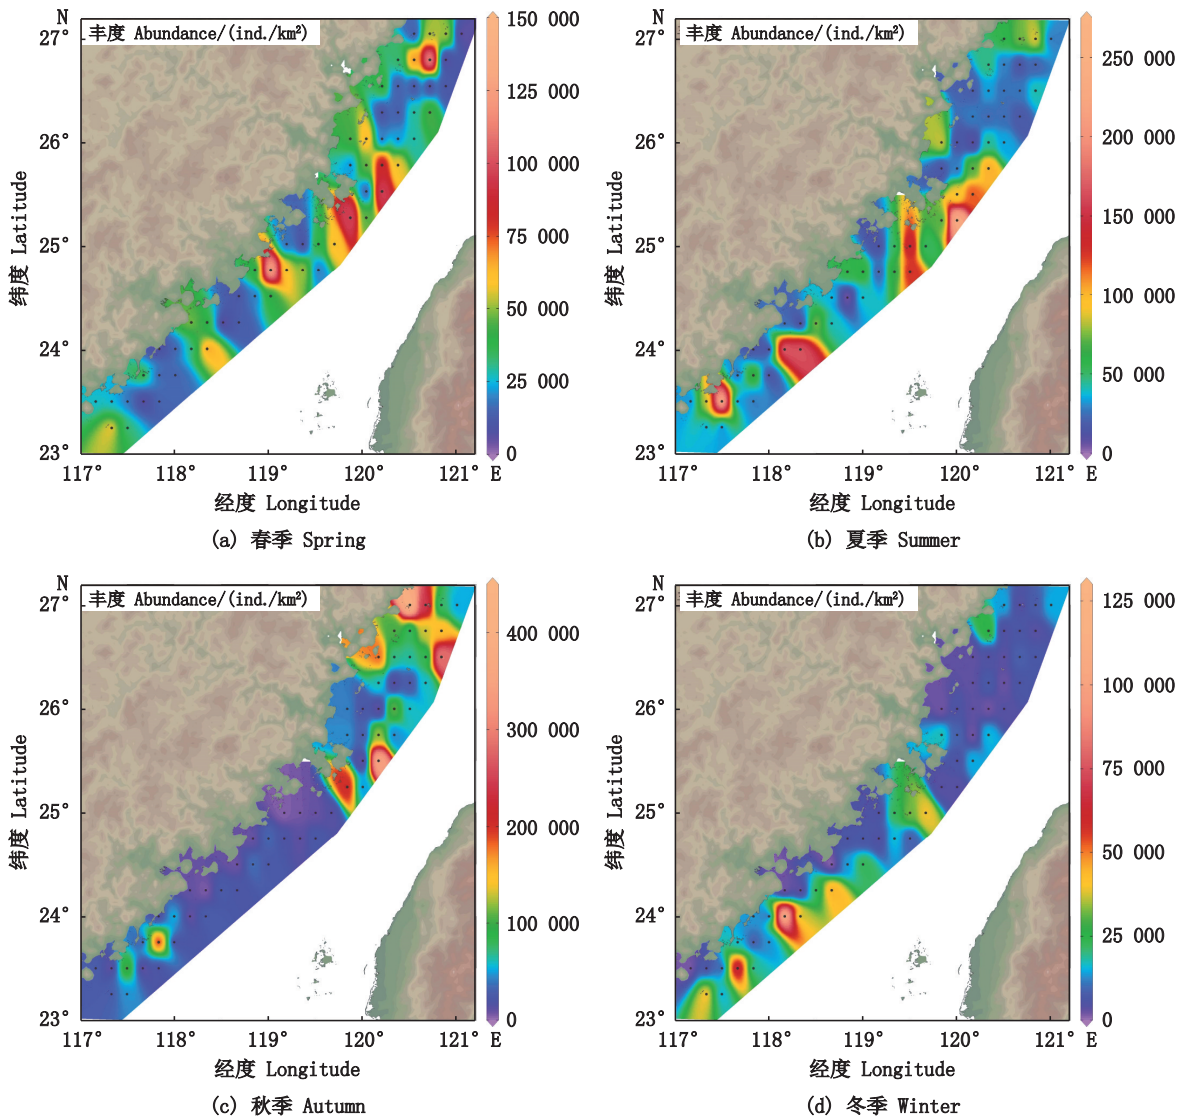 丰度 Abundance/(ind./km²)
N
27°
26°
25°
24°
23°
纬度 Latitude
117°
118°
119°
120°
121° E
经度 Longitude
150 000
125 000
100 000
75 000
50 000
25 000
0
(a) 春季 Spring
丰度 Abundance/(ind./km²)
N
27°
26°
25°
24°
23°
纬度 Latitude
117°
118°
119°
120°
121° E
经度 Longitude
250 000
200 000
150 000
100 000
50 000
0
(b) 夏季 Summer
丰度 Abundance/(ind./km²)
N
27°
26°
25°
24°
23°
纬度 Latitude
117°
118°
119°
120°
121° E
经度 Longitude
400 000
300 000
200 000
100 000
0
(c) 秋季 Autumn
丰度 Abundance/(ind./km²)
N
27°
26°
25°
24°
23°
纬度 Latitude
117°
118°
119°
120°
121° E
经度 Longitude
125 000
100 000
75 000
50 000
25 000
0
(d) 冬季 Winter